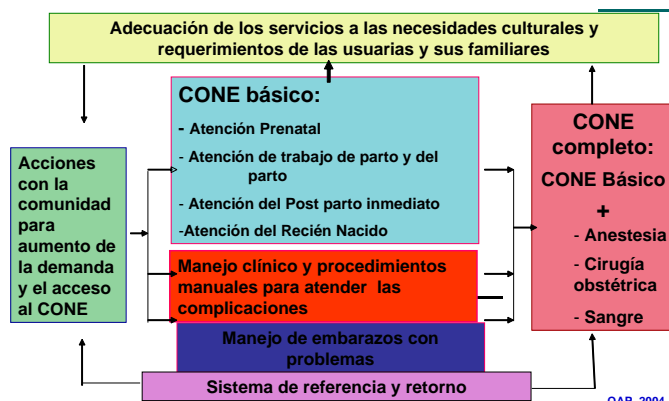 Adecuación de los servicios a las necesidades culturales y
requerimientos de las usuarias y sus familiares
CONE básico:
- Atención Prenatal
- Atención de trabajo de parto y del
parto
- Atención del Post parto inmediato
-Atención del Recién Nacido
Acciones
con la
comunidad
para
aumento de
la demanda
y el acceso
al CONE
Manejo clínico y procedimientos
manuales para atender las
complicaciones
Manejo de embarazos con
problemas
CONE
completo:
CONE Básico
+
- Anestesia
- Cirugía
obstétrica
- Sangre
Sistema de referencia y retorno
QAP, 2004